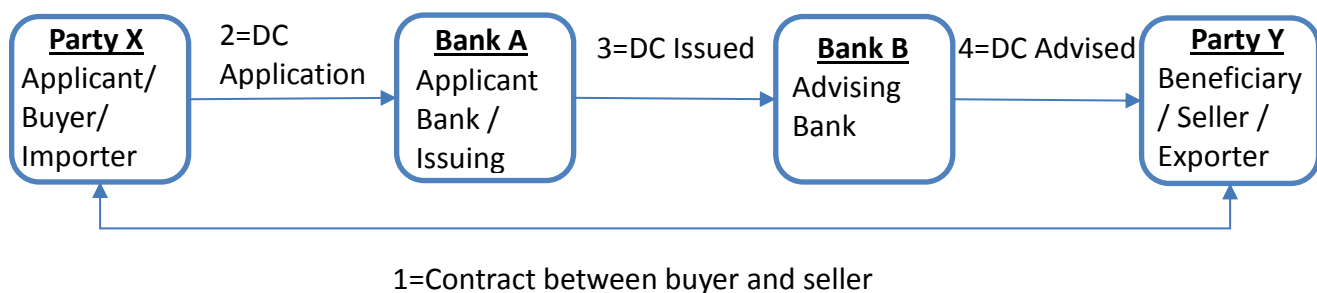 Party X
Applicant/
Buyer/
Importer
2=DC
Application
Bank A
Applicant
Bank /
Issuing
3=DC Issued
Bank B
Advising
Bank
4=DC Advised
Party Y
Beneficiary
/ Seller /
Exporter
1=Contract between buyer and seller